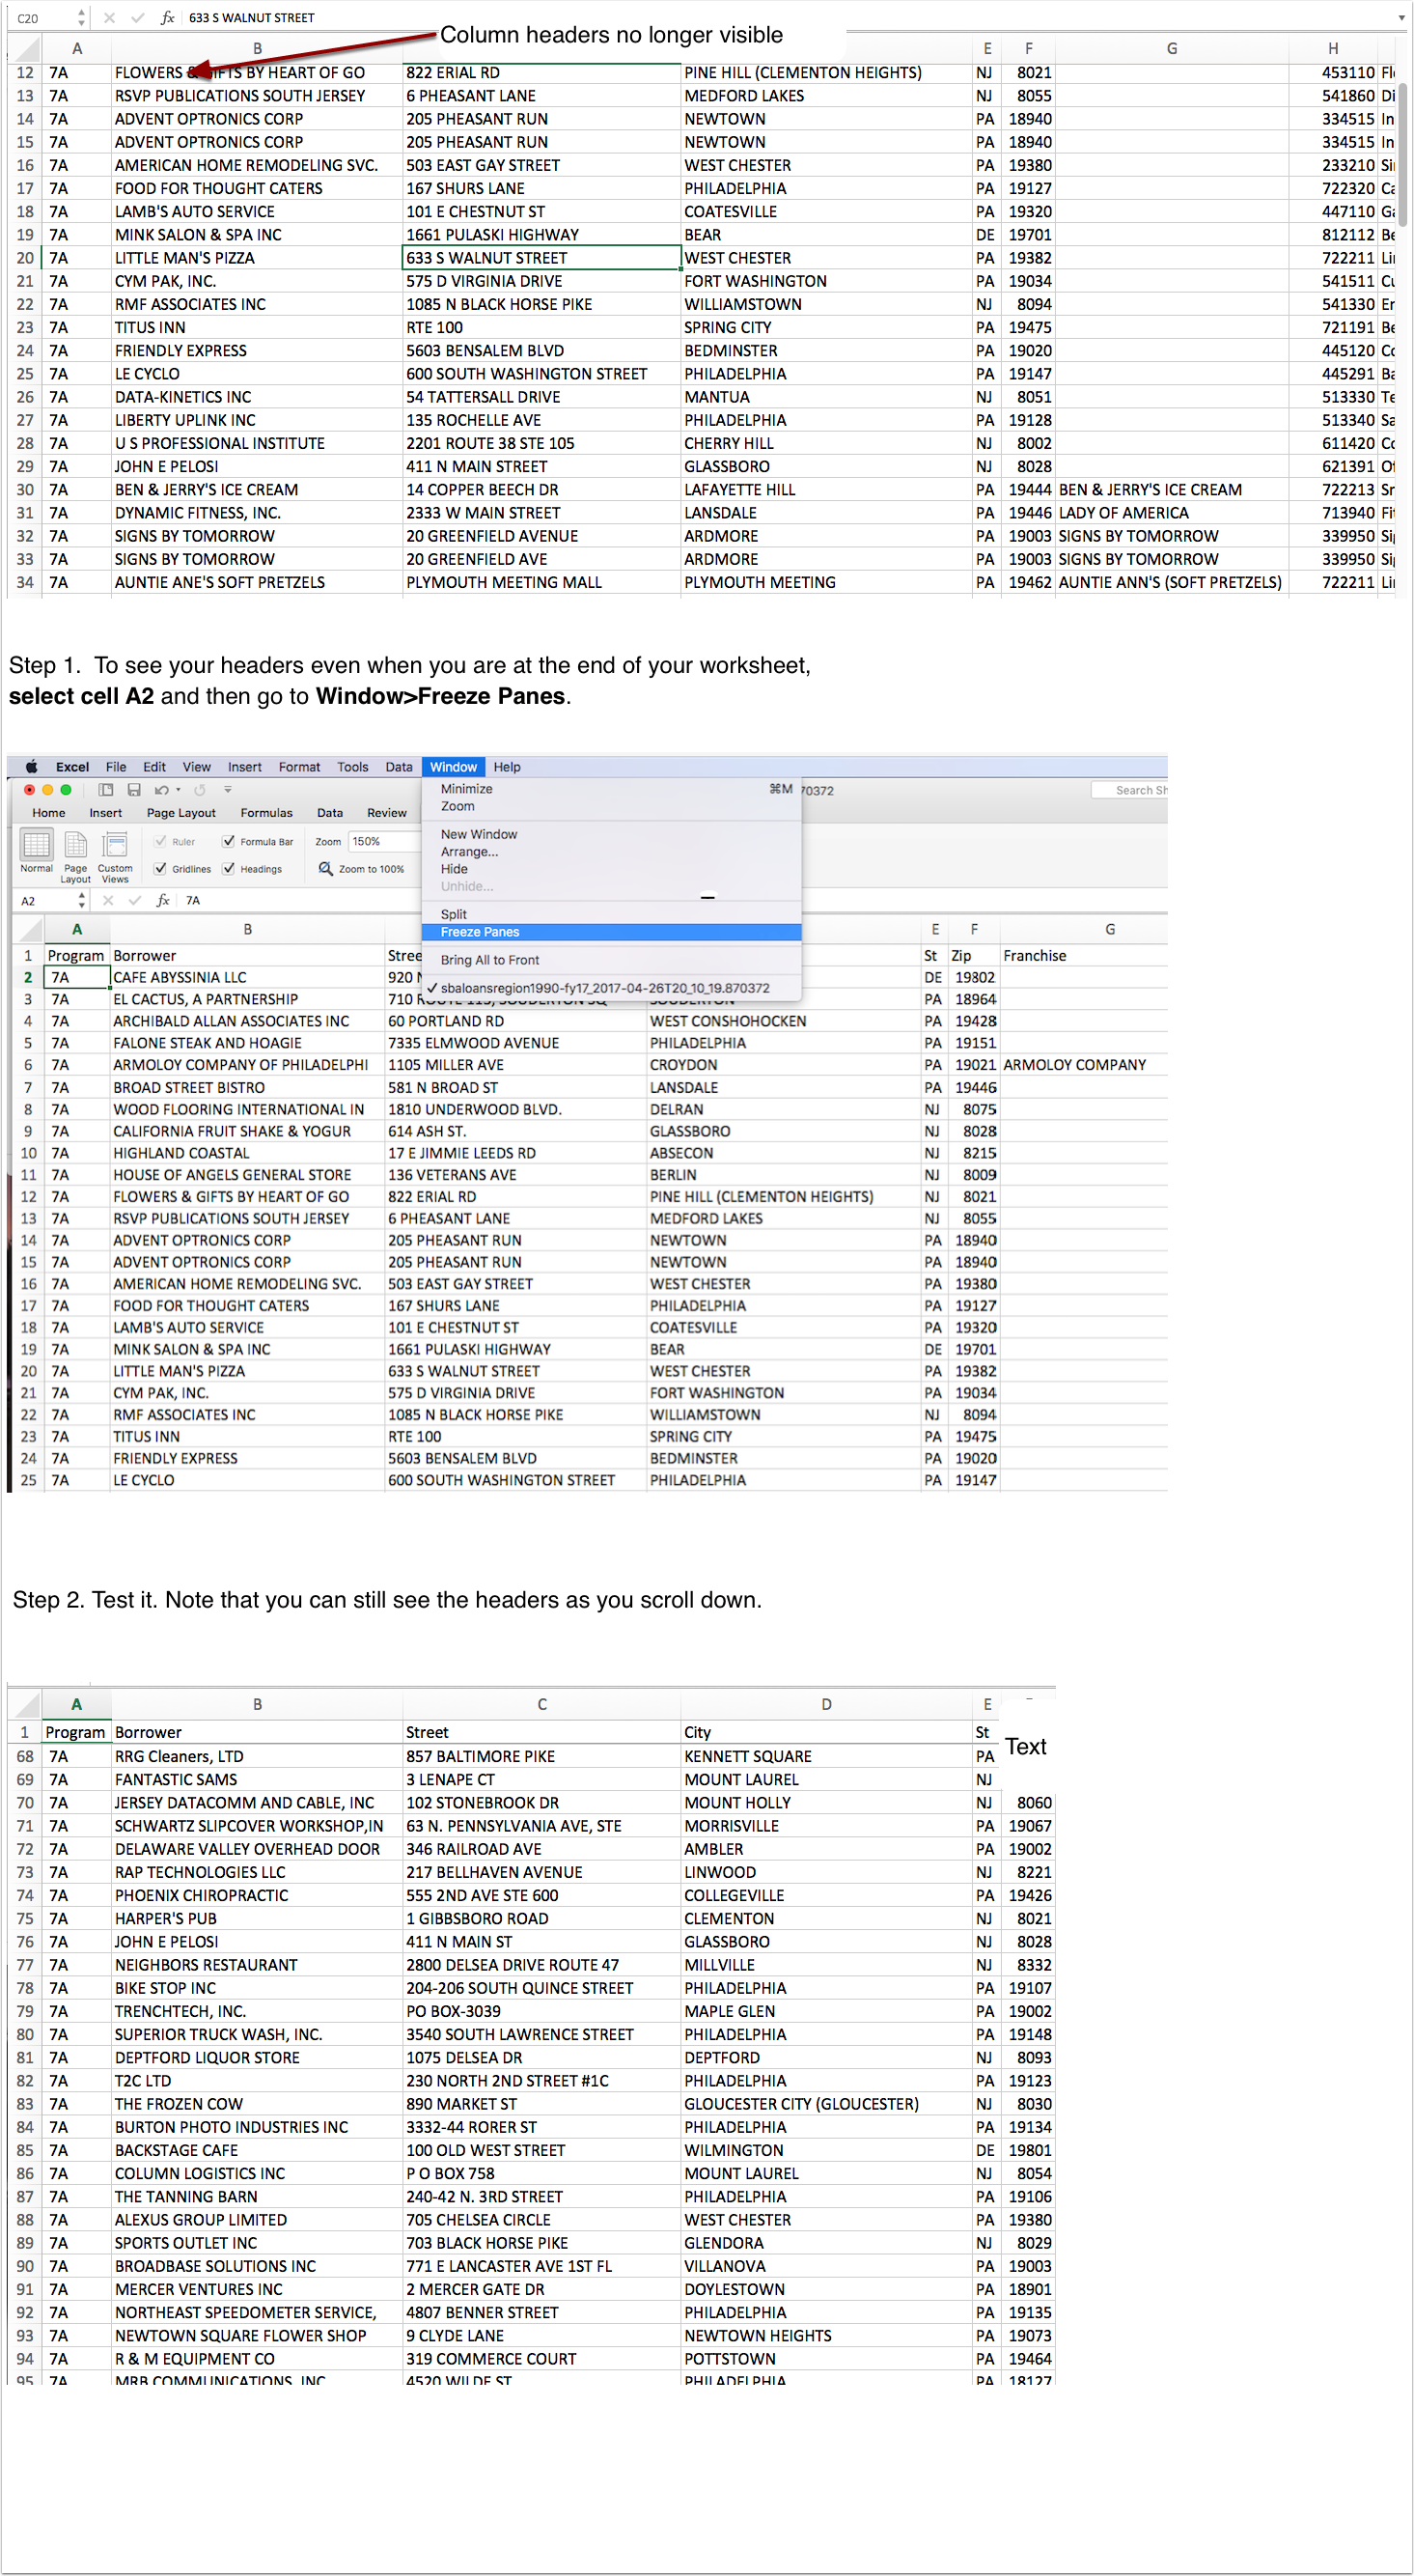 C20 fx 633 S WALNUT STREET
Column headers no longer visible
A B E F G H
12 7A FLOWERS & GIFTS BY HEART OF GO 822 ERIAL RD PINE HILL (CLEMENTON HEIGHTS) NJ 8021 453110
13 7A RSVP PUBLICATIONS SOUTH JERSEY 6 PHEASANT LANE MEDFORD LAKES NJ 8055 541860 Di
14 7A ADVENT OPTRONICS CORP 205 PHEASANT RUN NEWTOWN PA 18940 334515 In
15 7A ADVENT OPTRONICS CORP 205 PHEASANT RUN NEWTOWN PA 18940 334515 In
16 7A AMERICAN HOME REMODELING SVC. 503 EAST GAY STREET WEST CHESTER PA 19380 233210 Si
17 7A FOOD FOR THOUGHT CATERS 167 SHURS LANE PHILADELPHIA PA 19127 722320 Ca
18 7A LAMB'S AUTO SERVICE 101 E CHESTNUT ST COATESVILLE PA 19320 447110 Ga
19 7A MINK SALON & SPA INC 1661 PULASKI HIGHWAY BEAR DE 19701 812112 Be
20 7A LITTLE MAN'S PIZZA 633 S WALNUT STREET WEST CHESTER PA 19382 722211 Li
21 7A CYM PAK, INC. 575 D VIRGINIA DRIVE FORT WASHINGTON PA 19034 541511 Cu
22 7A RMF ASSOCIATES INC 1085 N BLACK HORSE PIKE WILLIAMSTOWN NJ 8094 541330 Er
23 7A TITUS INN RTE 100 SPRING CITY PA 19475 721191 Be
24 7A FRIENDLY EXPRESS 5603 BENSALEM BLVD BEDMINSTER PA 19020 445120 Co
25 7A LE CYCLO 600 SOUTH WASHINGTON STREET PHILADELPHIA PA 19147 445291 Ba
26 7A DATA-KINETICS INC 54 TATTERSALL DRIVE MANTUA NJ 8051 513330 Te
27 7A LIBERTY UPLINK INC 135 ROCHELLE AVE PHILADELPHIA PA 19128 513340 Sa
28 7A U S PROFESSIONAL INSTITUTE 2201 ROUTE 38 STE 105 CHERRY HILL NJ 8002 611420 Co
29 7A JOHN E PELOSI 411 N MAIN STREET GLASSBORO NJ 8028 621391 Of
30 7A BEN & JERRY'S ICE CREAM 14 COPPER BEECH DR LAFAYETTE HILL PA 19444 BEN & JERRY'S ICE CREAM 722213 Sr
31 7A DYNAMIC FITNESS, INC. 2333 W MAIN STREET LANSDALE PA 19446 LADY OF AMERICA 713940 Fi
32 7A SIGNS BY TOMORROW 20 GREENFIELD AVENUE ARDMORE PA 19003 SIGNS BY TOMORROW 339950 Si
33 7A SIGNS BY TOMORROW 20 GREENFIELD AVE ARDMORE PA 19003 SIGNS BY TOMORROW 339950 Si
34 7A AUNTIE ANE'S SOFT PRETZELS PLYMOUTH MEETING MALL PLYMOUTH MEETING PA 19462 AUNTIE ANN'S (SOFT PRETZELS) 722211 Li
Step 1. To see your headers even when you are at the end of your worksheet,
select cell A2 and then go to Window>Freeze Panes.
Excel File Edit View Insert Format Tools Data Window Help
Minimize ⌘M 70372 Search Sh
Zoom
Home Insert Page Layout Formulas Data Review
New Window
Ruler Formula Bar Zoom 150%
Arrange...
Hide
Normal Page Layout Custom Views Gridlines Headings Zoom to 100%
Unhide...
A2 fx 7A
Split
Freeze Panes
A B E F G
1 Program Borrower Stree St Zip Franchise
Bring All to Front
2 7A CAFE ABYSSINIA LLC 920 DE 19802
✓ sbaloansregion1990-fy17_2017-04-26T20_10_19.870372
3 7A EL CACTUS, A PARTNERSHIP 710 ROUTE 113, SOUDERTON SQ SOUDERTON PA 18964
4 7A ARCHIBALD ALLAN ASSOCIATES INC 60 PORTLAND RD WEST CONSHOHOCKEN PA 19428
5 7A FALONE STEAK AND HOAGIE 7335 ELMWOOD AVENUE PHILADELPHIA PA 19151
6 7A ARMOLOY COMPANY OF PHILADELPHI 1105 MILLER AVE CROYDON PA 19021 ARMOLOY COMPANY
7 7A BROAD STREET BISTRO 581 N BROAD ST LANSDALE PA 19446
8 7A WOOD FLOORING INTERNATIONAL IN 1810 UNDERWOOD BLVD. DELRAN NJ 8075
9 7A CALIFORNIA FRUIT SHAKE & YOGUR 614 ASH ST. GLASSBORO NJ 8028
10 7A HIGHLAND COASTAL 17 E JIMMIE LEEDS RD ABSECON NJ 8215
11 7A HOUSE OF ANGELS GENERAL STORE 136 VETERANS AVE BERLIN NJ 8009
12 7A FLOWERS & GIFTS BY HEART OF GO 822 ERIAL RD PINE HILL (CLEMENTON HEIGHTS) NJ 8021
13 7A RSVP PUBLICATIONS SOUTH JERSEY 6 PHEASANT LANE MEDFORD LAKES NJ 8055
14 7A ADVENT OPTRONICS CORP 205 PHEASANT RUN NEWTOWN PA 18940
15 7A ADVENT OPTRONICS CORP 205 PHEASANT RUN NEWTOWN PA 18940
16 7A AMERICAN HOME REMODELING SVC. 503 EAST GAY STREET WEST CHESTER PA 19380
17 7A FOOD FOR THOUGHT CATERS 167 SHURS LANE PHILADELPHIA PA 19127
18 7A LAMB'S AUTO SERVICE 101 E CHESTNUT ST COATESVILLE PA 19320
19 7A MINK SALON & SPA INC 1661 PULASKI HIGHWAY BEAR DE 19701
20 7A LITTLE MAN'S PIZZA 633 S WALNUT STREET WEST CHESTER PA 19382
21 7A CYM PAK, INC. 575 D VIRGINIA DRIVE FORT WASHINGTON PA 19034
22 7A RMF ASSOCIATES INC 1085 N BLACK HORSE PIKE WILLIAMSTOWN NJ 8094
23 7A TITUS INN RTE 100 SPRING CITY PA 19475
24 7A FRIENDLY EXPRESS 5603 BENSALEM BLVD BEDMINSTER PA 19020
25 7A LE CYCLO 600 SOUTH WASHINGTON STREET PHILADELPHIA PA 19147
Step 2. Test it. Note that you can still see the headers as you scroll down.
A B C D E
1 Program Borrower Street City St
Text
68 7A RRG Cleaners, LTD 857 BALTIMORE PIKE KENNETT SQUARE PA
69 7A FANTASTIC SAMS 3 LENAPE CT MOUNT LAUREL NJ
70 7A JERSEY DATACOMM AND CABLE, INC 102 STONEBROOK DR MOUNT HOLLY NJ 8060
71 7A SCHWARTZ SLIPCOVER WORKSHOP,IN 63 N. PENNSYLVANIA AVE, STE MORRISVILLE PA 19067
72 7A DELAWARE VALLEY OVERHEAD DOOR 346 RAILROAD AVE AMBLER PA 19002
73 7A RAP TECHNOLOGIES LLC 217 BELLHAVEN AVENUE LINWOOD NJ 8221
74 7A PHOENIX CHIROPRACTIC 555 2ND AVE STE 600 COLLEGEVILLE PA 19426
75 7A HARPER'S PUB 1 GIBBSBORO ROAD CLEMENTON NJ 8021
76 7A JOHN E PELOSI 411 N MAIN ST GLASSBORO NJ 8028
77 7A NEIGHBORS RESTAURANT 2800 DELSEA DRIVE ROUTE 47 MILLVILLE NJ 8332
78 7A BIKE STOP INC 204-206 SOUTH QUINCE STREET PHILADELPHIA PA 19107
79 7A TRENCHTECH, INC. PO BOX-3039 MAPLE GLEN PA 19002
80 7A SUPERIOR TRUCK WASH, INC. 3540 SOUTH LAWRENCE STREET PHILADELPHIA PA 19148
81 7A DEPTFORD LIQUOR STORE 1075 DELSEA DR DEPTFORD NJ 8093
82 7A T2C LTD 230 NORTH 2ND STREET #1C PHILADELPHIA PA 19123
83 7A THE FROZEN COW 890 MARKET ST GLOUCESTER CITY (GLOUCESTER) NJ 8030
84 7A BURTON PHOTO INDUSTRIES INC 3332-44 RORER ST PHILADELPHIA PA 19134
85 7A BACKSTAGE CAFE 100 OLD WEST STREET WILMINGTON DE 19801
86 7A COLUMN LOGISTICS INC P O BOX 758 MOUNT LAUREL NJ 8054
87 7A THE TANNING BARN 240-42 N. 3RD STREET PHILADELPHIA PA 19106
88 7A ALEXUS GROUP LIMITED 705 CHELSEA CIRCLE WEST CHESTER PA 19380
89 7A SPORTS OUTLET INC 703 BLACK HORSE PIKE GLENDORA NJ 8029
90 7A BROADBASE SOLUTIONS INC 771 E LANCASTER AVE 1ST FL VILLANOVA PA 19003
91 7A MERCER VENTURES INC 2 MERCER GATE DR DOYLESTOWN PA 18901
92 7A NORTHEAST SPEEDOMETER SERVICE, 4807 BENNER STREET PHILADELPHIA PA 19135
93 7A NEWTOWN SQUARE FLOWER SHOP 9 CLYDE LANE NEWTOWN HEIGHTS PA 19073
94 7A R & M EQUIPMENT CO 319 COMMERCE COURT POTTSTOWN PA 19464
95 7A MRB COMMUNICATIONS, INC 4520 WILDE ST PHILADELPHIA PA 18127